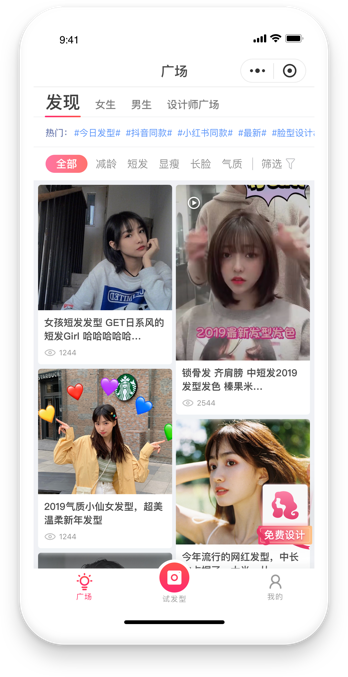 9:41
广场
发现 女生 男生 设计师广场
热门： #今日发型# #抖音同款# #小红书同款# #最新# #脸型设计#
全部 减龄 短发 显瘦 长脸 气质 筛选
2019最新发型发色
女孩短发发型 GET日系风的
短发Girl 哈哈哈哈哈...
1244
锁骨发 齐肩膀 中短发2019
发型发色 榛果米...
2544
2019气质小仙女发型，超美
温柔新年发型
1244
免费设计
今年流行的网红发型，中长
广场 试发型 我的